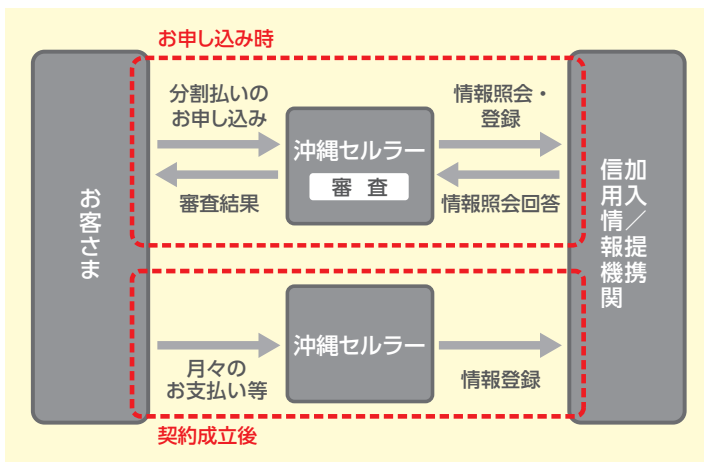 お申し込み時
お客さま
分割払いの
お申し込み
審査結果
沖縄セルラー
審 査
情報照会・
登録
情報照会回答
加入／提携
信用情報機関
月々の
お支払い等
沖縄セルラー
情報登録
契約成立後